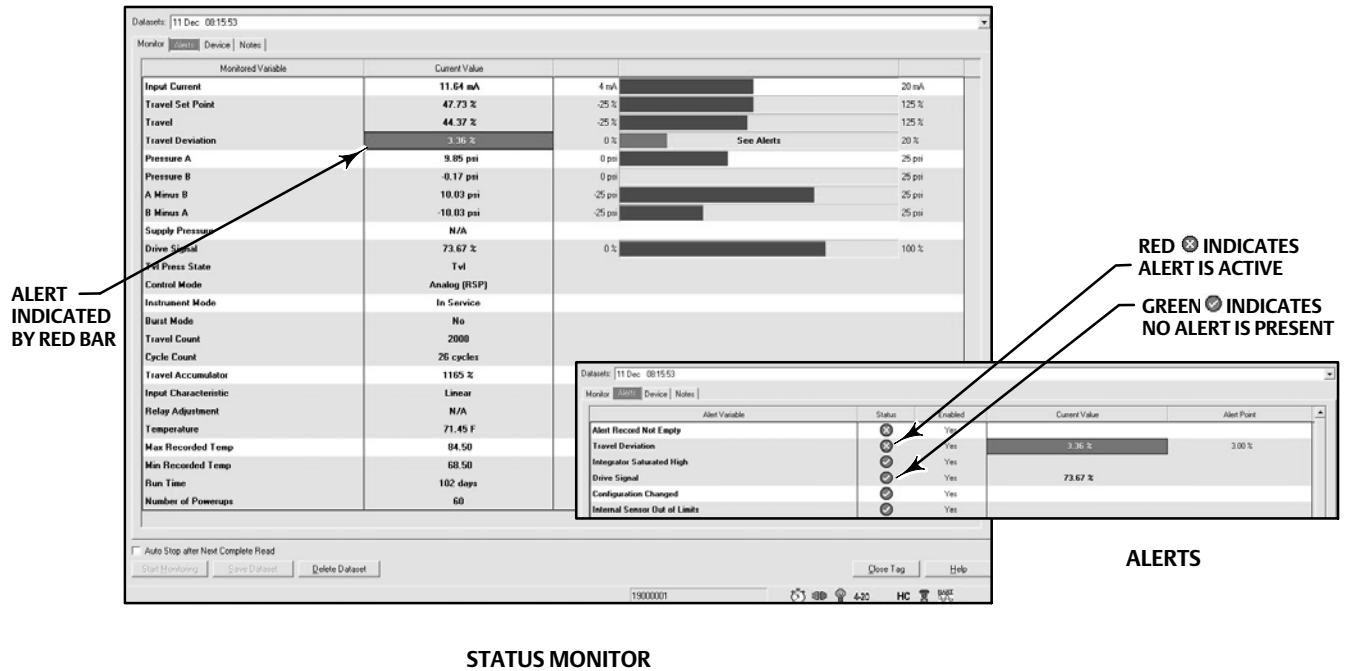 Datasets: 11 Dec 08:15:53
Monitor Alerts Device Notes
Monitored Variable Current Value
Input Current 11.64 mA 4 mA 20 mA
Travel Set Point 47.73 % -25 % 125 %
Travel 44.37 % -25 % 125 %
Travel Deviation 3.36 % 0 % See Alerts 20 %
Pressure A 9.85 psi 0 psi 25 psi
Pressure B -0.17 psi 0 psi 25 psi
A Minus B 10.03 psi -25 psi 25 psi
B Minus A -10.03 psi -25 psi 25 psi
Supply Pressure N/A
Drive Signal 73.67 % 0 % 100 %
Tvl Press State Tvl
Control Mode Analog (RSP)
Instrument Mode In Service
Burst Mode No
Travel Count 2000
Cycle Count 26 cycles
Travel Accumulator 1165 %
Input Characteristic Linear
Relay Adjustment N/A
Temperature 71.45 F
Max Recorded Temp 84.50
Min Recorded Temp 68.50
Run Time 102 days
Number of Powerups 60
Auto Stop after Next Complete Read
Start Monitoring Save Dataset Delete Dataset Close Tag Help
19000001 4-20 HC HART
ALERT
INDICATED
BY RED BAR
RED INDICATES
ALERT IS ACTIVE
GREEN INDICATES
NO ALERT IS PRESENT
Datasets: 11 Dec 08:15:53
Monitor Alerts Device Notes
Alert Variable Status Enabled Current Value Alert Point
Alert Record Not Empty Yes
Travel Deviation Yes 3.36 % 3.00 %
Integrator Saturated High Yes
Drive Signal Yes 73.67 %
Configuration Changed Yes
Internal Sensor Out of Limits Yes
ALERTS
STATUS MONITOR